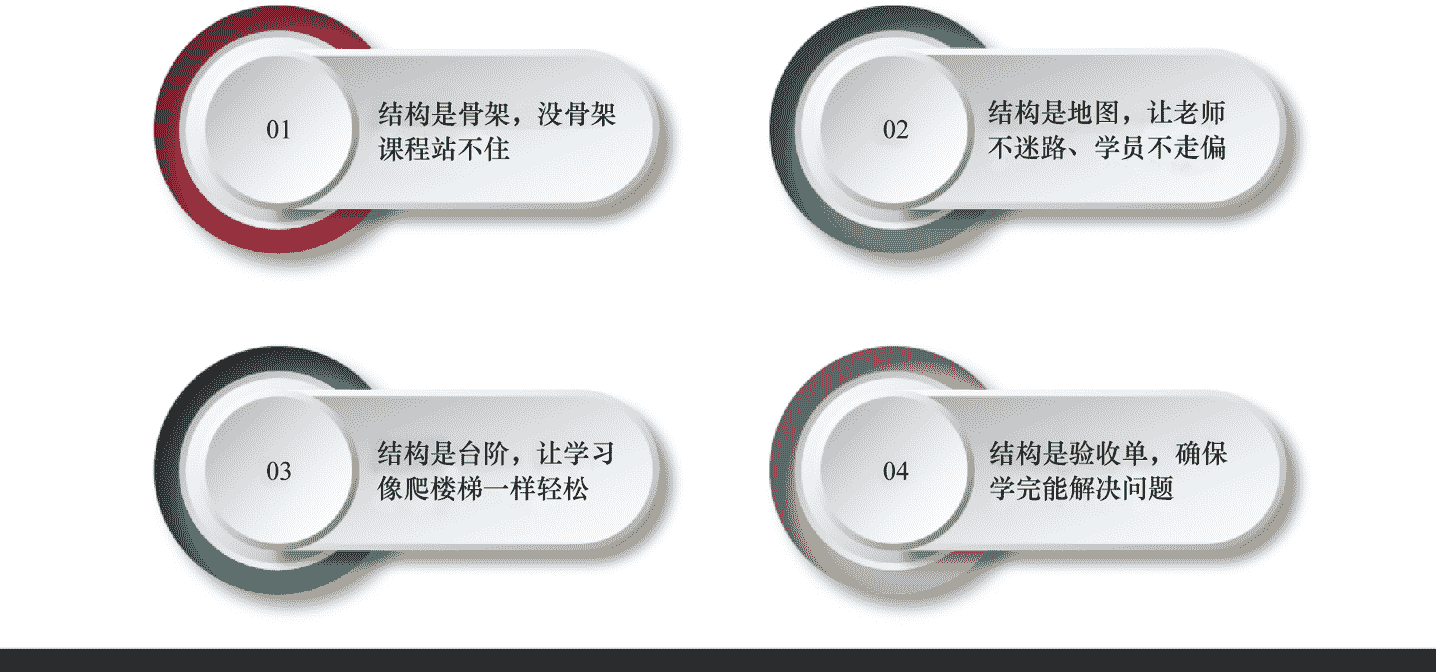 01
结构是骨架，没骨架
课程站不住
02
结构是地图，让老师
不迷路、学员不走偏
03
结构是台阶，让学习
像爬楼梯一样轻松
04
结构是验收单，确保
学完能解决问题